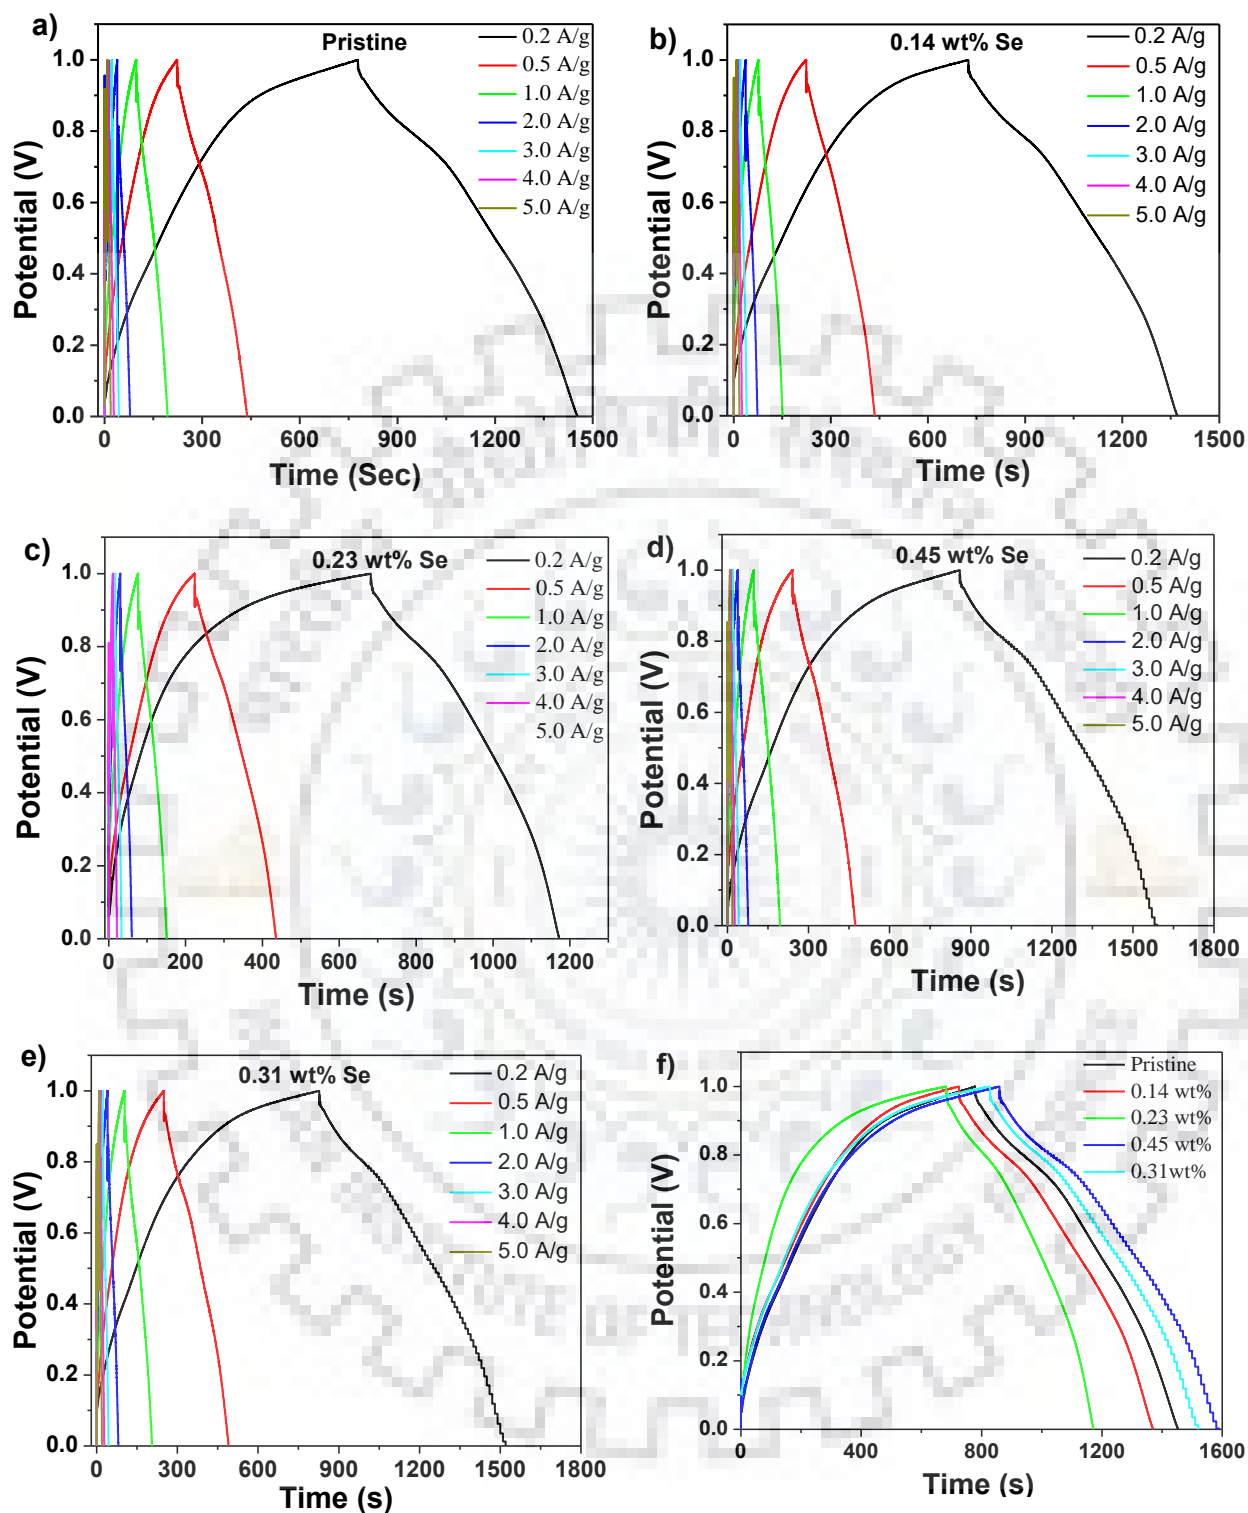 a)
Pristine
0.2 A/g
0.5 A/g
1.0 A/g
2.0 A/g
3.0 A/g
4.0 A/g
5.0 A/g
Potential (V)
1.0
0.8
0.6
0.4
0.2
0.0
0 300 600 900 1200 1500
Time (Sec)
b)
0.14 wt% Se
0.2 A/g
0.5 A/g
1.0 A/g
2.0 A/g
3.0 A/g
4.0 A/g
5.0 A/g
Potential (V)
1.0
0.8
0.6
0.4
0.2
0.0
0 300 600 900 1200 1500
Time (s)
c)
0.23 wt% Se
0.2 A/g
0.5 A/g
1.0 A/g
2.0 A/g
3.0 A/g
4.0 A/g
5.0 A/g
Potential (V)
1.0
0.8
0.6
0.4
0.2
0.0
0 200 400 600 800 1000 1200
Time (s)
d)
0.45 wt% Se
0.2 A/g
0.5 A/g
1.0 A/g
2.0 A/g
3.0 A/g
4.0 A/g
5.0 A/g
Potential (V)
1.0
0.8
0.6
0.4
0.2
0.0
0 300 600 900 1200 1500 1800
Time (s)
e)
0.31 wt% Se
0.2 A/g
0.5 A/g
1.0 A/g
2.0 A/g
3.0 A/g
4.0 A/g
5.0 A/g
Potential (V)
1.0
0.8
0.6
0.4
0.2
0.0
0 300 600 900 1200 1500 1800
Time (s)
f)
Pristine
0.14 wt%
0.23 wt%
0.45 wt%
0.31wt%
Potential (V)
1.0
0.8
0.6
0.4
0.2
0.0
0 400 800 1200 1600
Time (s)